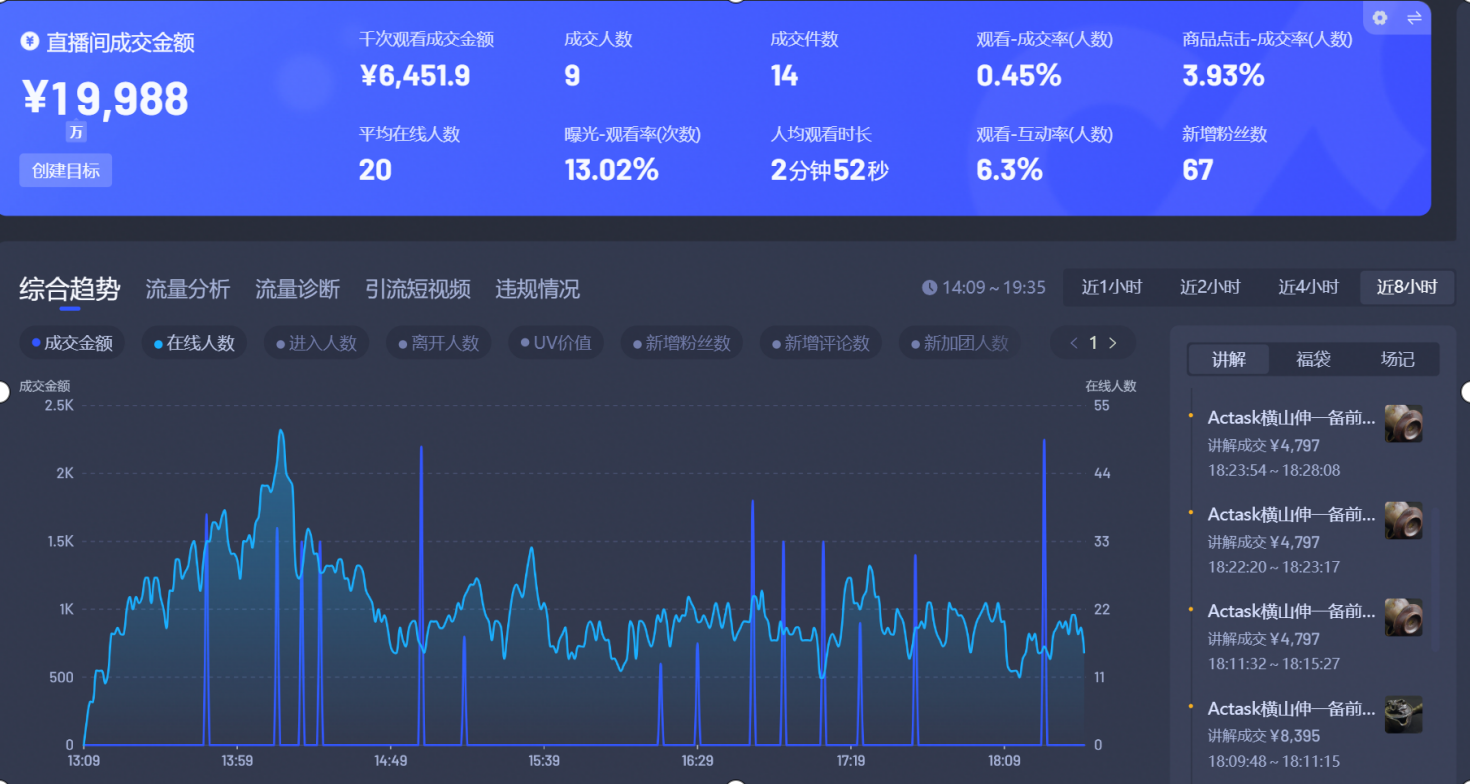 直播间成交金额
¥19,988
万
创建目标
千次观看成交金额
¥6,451.9
成交人数
9
成交件数
14
观看-成交率(人数)
0.45%
商品点击-成交率(人数)
3.93%
平均在线人数
20
曝光-观看率(次数)
13.02%
人均观看时长
2分钟52秒
观看-互动率(人数)
6.3%
新增粉丝数
67
综合趋势 流量分析 流量诊断 引流短视频 违规情况
14:09 ~ 19:35
近1小时 近2小时 近4小时 近8小时
成交金额 在线人数 进入人数 离开人数 UV价值 新增粉丝数 新增评论数 新加团人数
< 1 >
成交金额 在线人数
2.5K 55
2K 44
1.5K 33
1K 22
500 11
0 0
13:09 13:59 14:49 15:39 16:29 17:19 18:09
讲解 福袋 场记
Actask横山伸一备前...
讲解成交 ¥4,797
18:23:54 ~ 18:28:08
Actask横山伸一备前...
讲解成交 ¥4,797
18:22:20 ~ 18:23:17
Actask横山伸一备前...
讲解成交 ¥4,797
18:11:32 ~ 18:15:27
Actask横山伸一备前...
讲解成交 ¥8,395
18:09:48 ~ 18:11:15